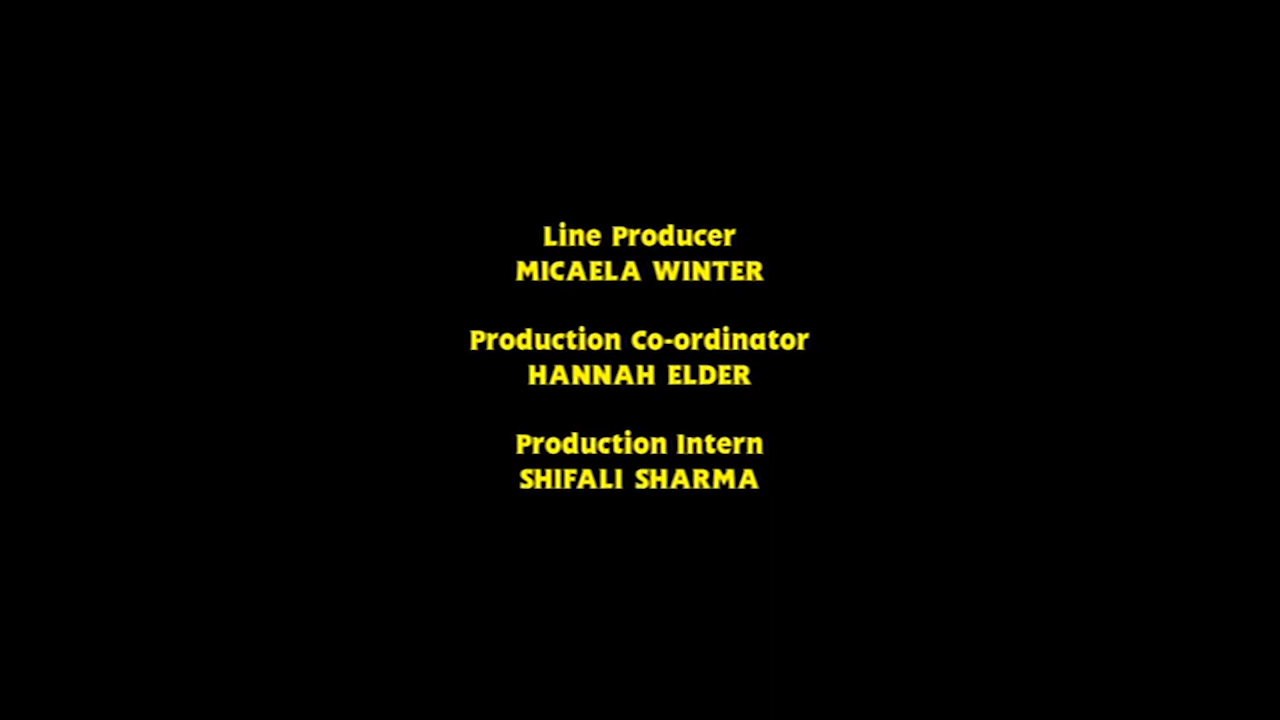 Line Producer
MICAELA WINTER
Production Co-ordinator
HANNAH ELDER
Production Intern
SHIFALI SHARMA